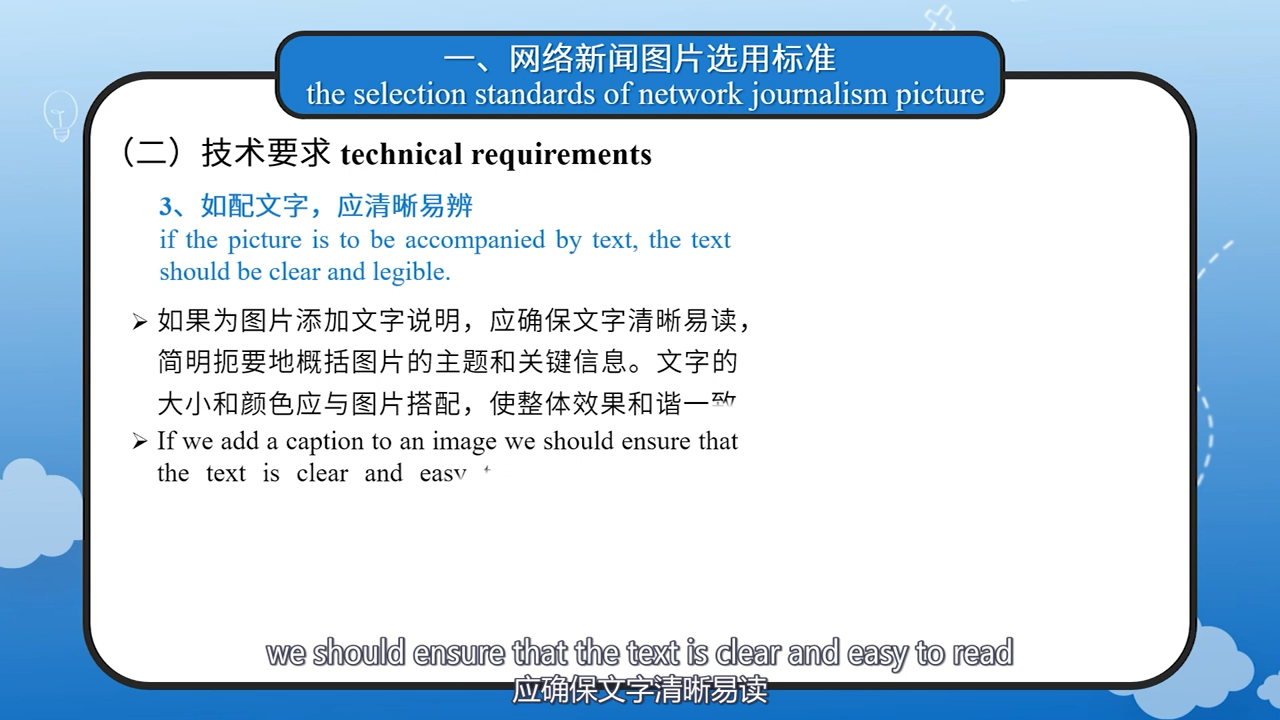 一、网络新闻图片选用标准
the selection standards of network journalism picture
（二）技术要求 technical requirements
3、如配文字，应清晰易辨
if the picture is to be accompanied by text, the text
should be clear and legible.
➢ 如果为图片添加文字说明，应确保文字清晰易读，
简明扼要地概括图片的主题和关键信息。文字的
大小和颜色应与图片搭配，使整体效果和谐一致
➢ If we add a caption to an image we should ensure that
the text is clear and easy
we should ensure that the text is clear and easy to read
应确保文字清晰易读